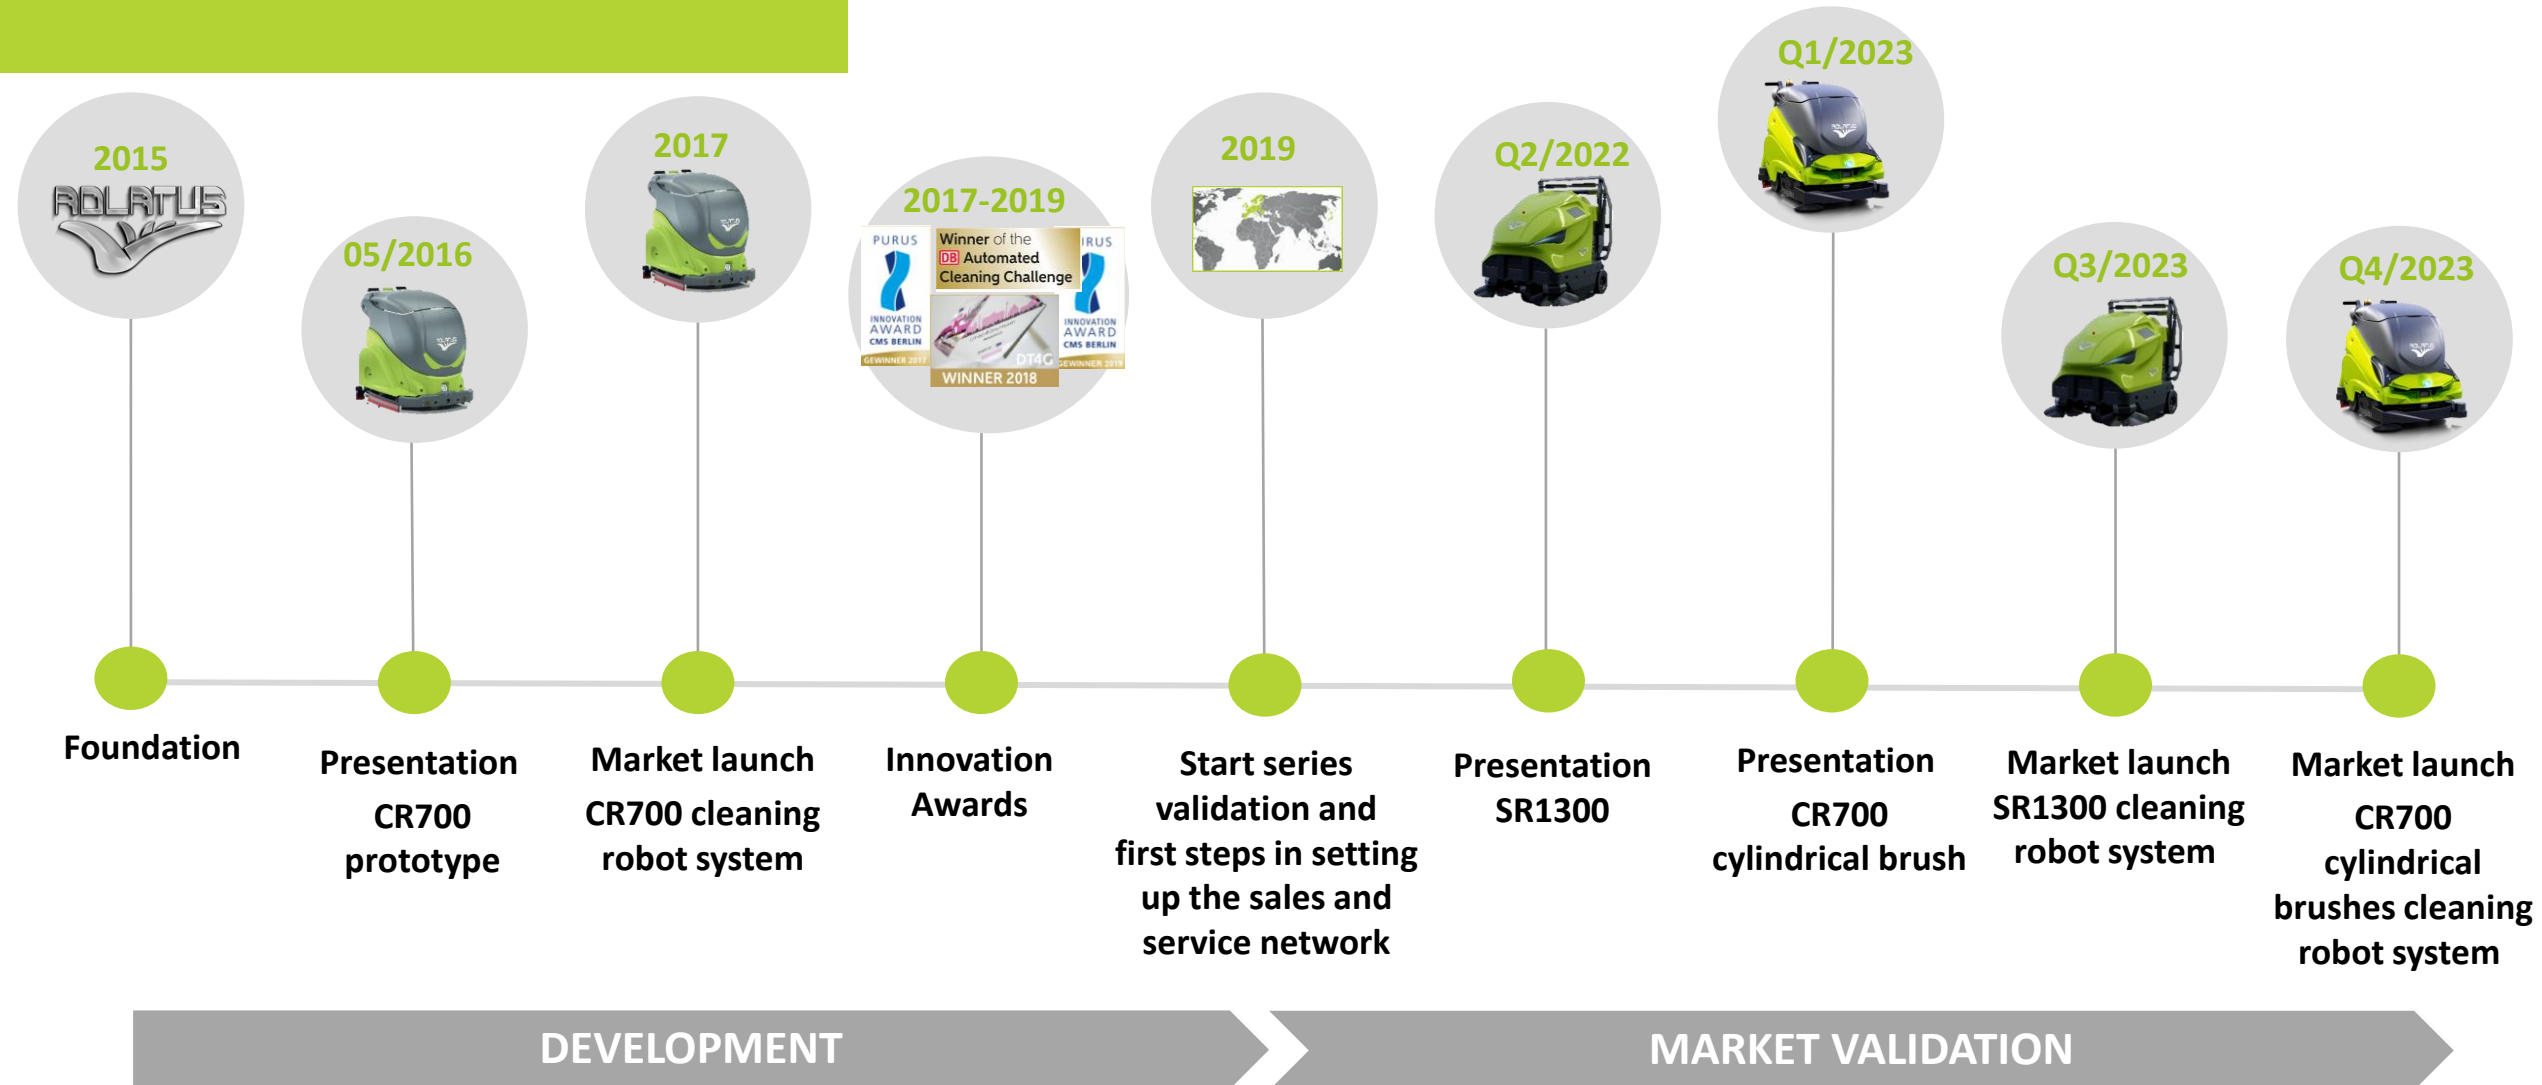 2015
ADLATUS
05/2016
2017
2017-2019
PURUS
INNOVATION
AWARD
CMS BERLIN
GEWINNER 2017
Winner of the
DB Automated
Cleaning Challenge
DT4G
WINNER 2018
URUS
INNOVATION
AWARD
CMS BERLIN
GEWINNER 2019
2019
Q2/2022
Q1/2023
Q3/2023
Q4/2023
Foundation
Presentation
CR700
prototype
Market launch
CR700 cleaning
robot system
Innovation
Awards
Start series
validation and
first steps in setting
up the sales and
service network
Presentation
SR1300
Presentation
CR700
cylindrical brush
Market launch
SR1300 cleaning
robot system
Market launch
CR700
cylindrical
brushes cleaning
robot system
DEVELOPMENT
MARKET VALIDATION